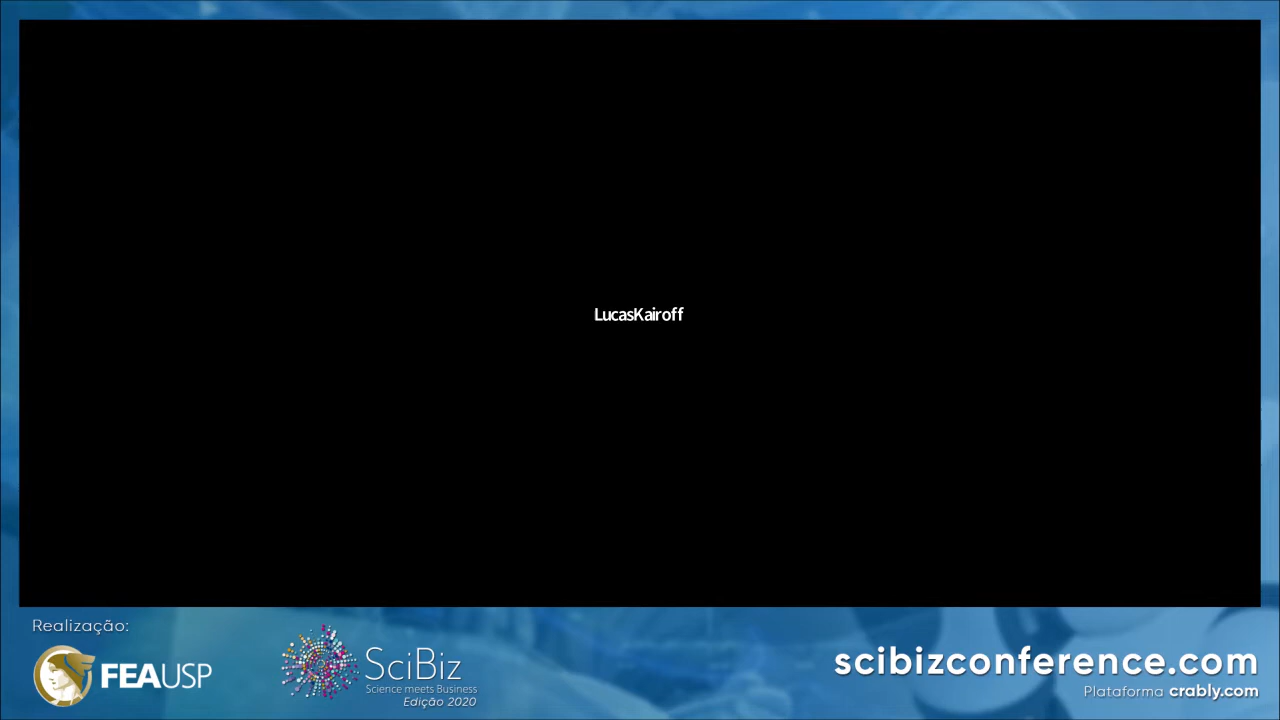 LucasKairoff
Realização:
FEAUSP
SciBiz
Science meets Business
Edição 2020
scibizconference.com
Plataforma crably.com